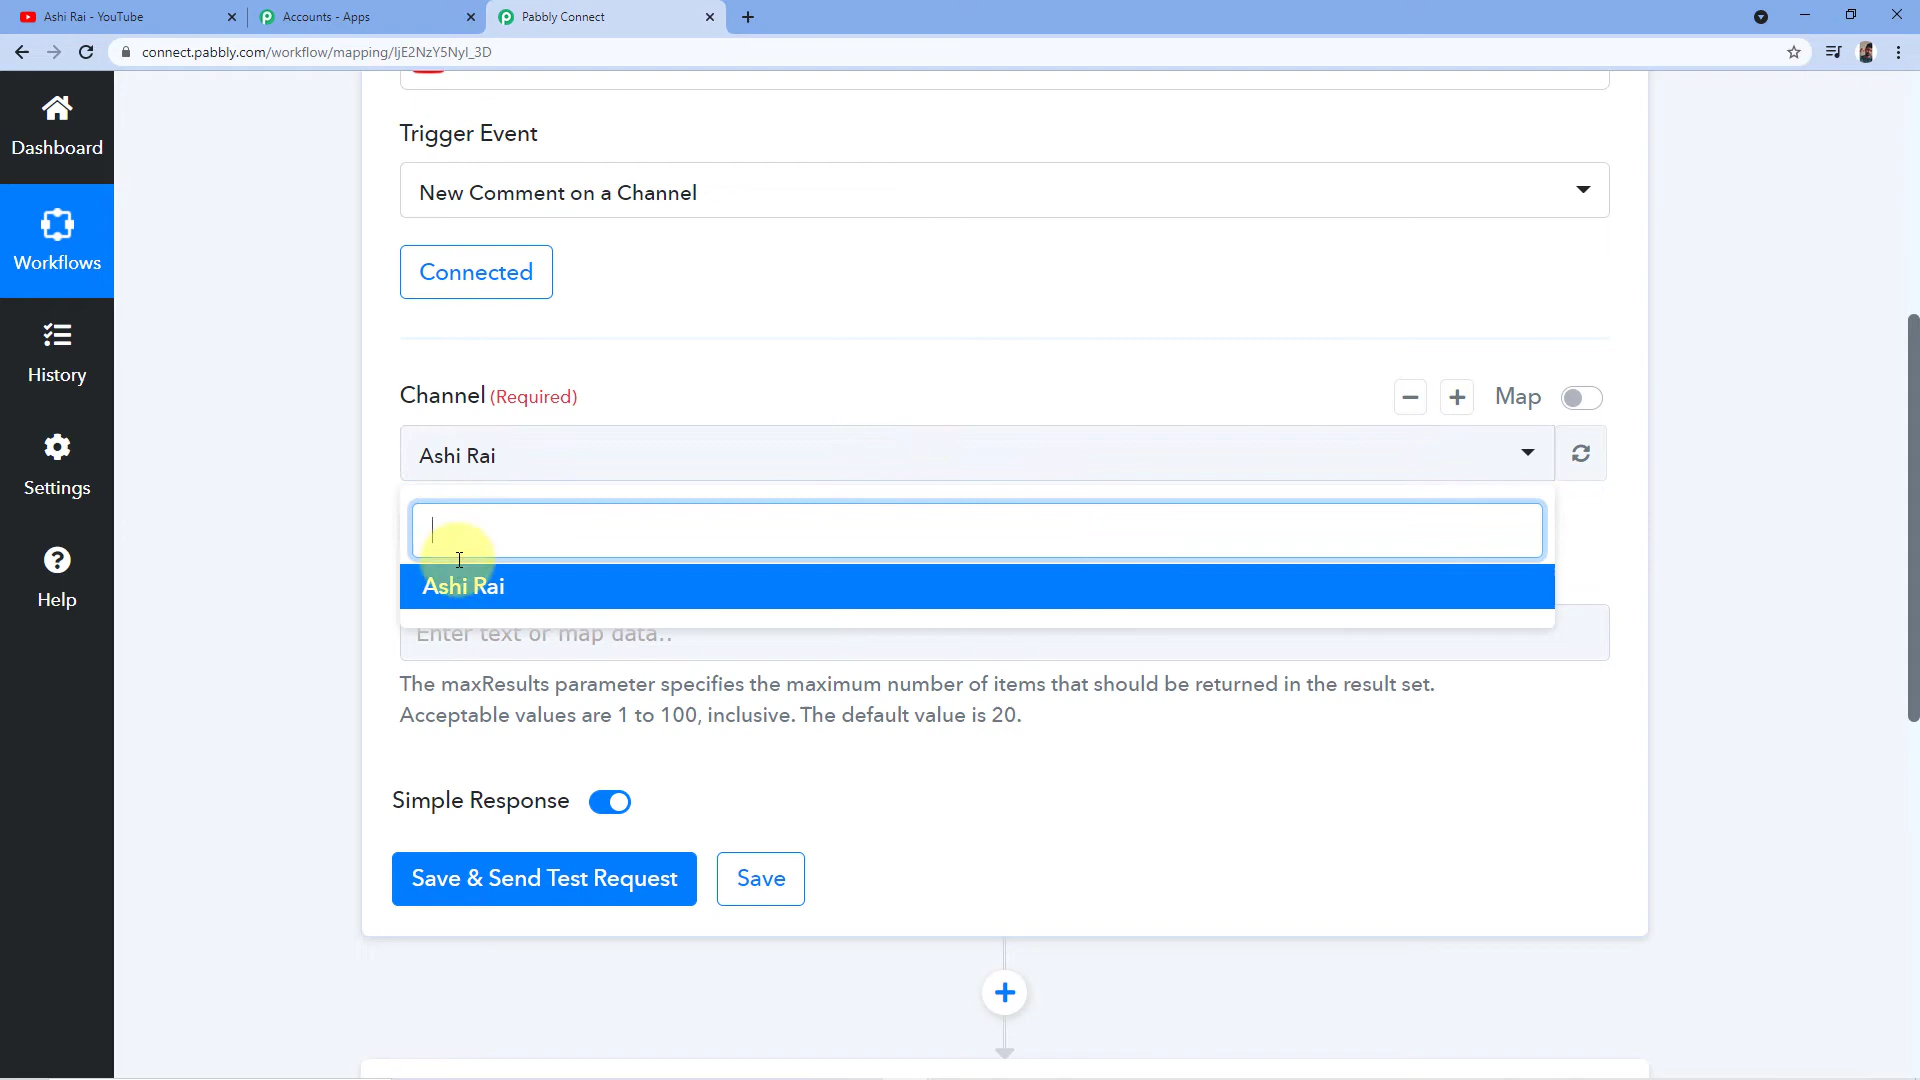 Ashi Rai - YouTube
Accounts - Apps
Pabbly Connect
connect.pabbly.com/workflow/mapping/IjE2NzY5NyI_3D
Dashboard
Workflows
History
Settings
Help
Trigger Event
New Comment on a Channel
Connected
Channel (Required)
Map
Ashi Rai
Ashi Rai
Enter text or map data..
The maxResults parameter specifies the maximum number of items that should be returned in the result set.
Acceptable values are 1 to 100, inclusive. The default value is 20.
Simple Response
Save & Send Test Request
Save